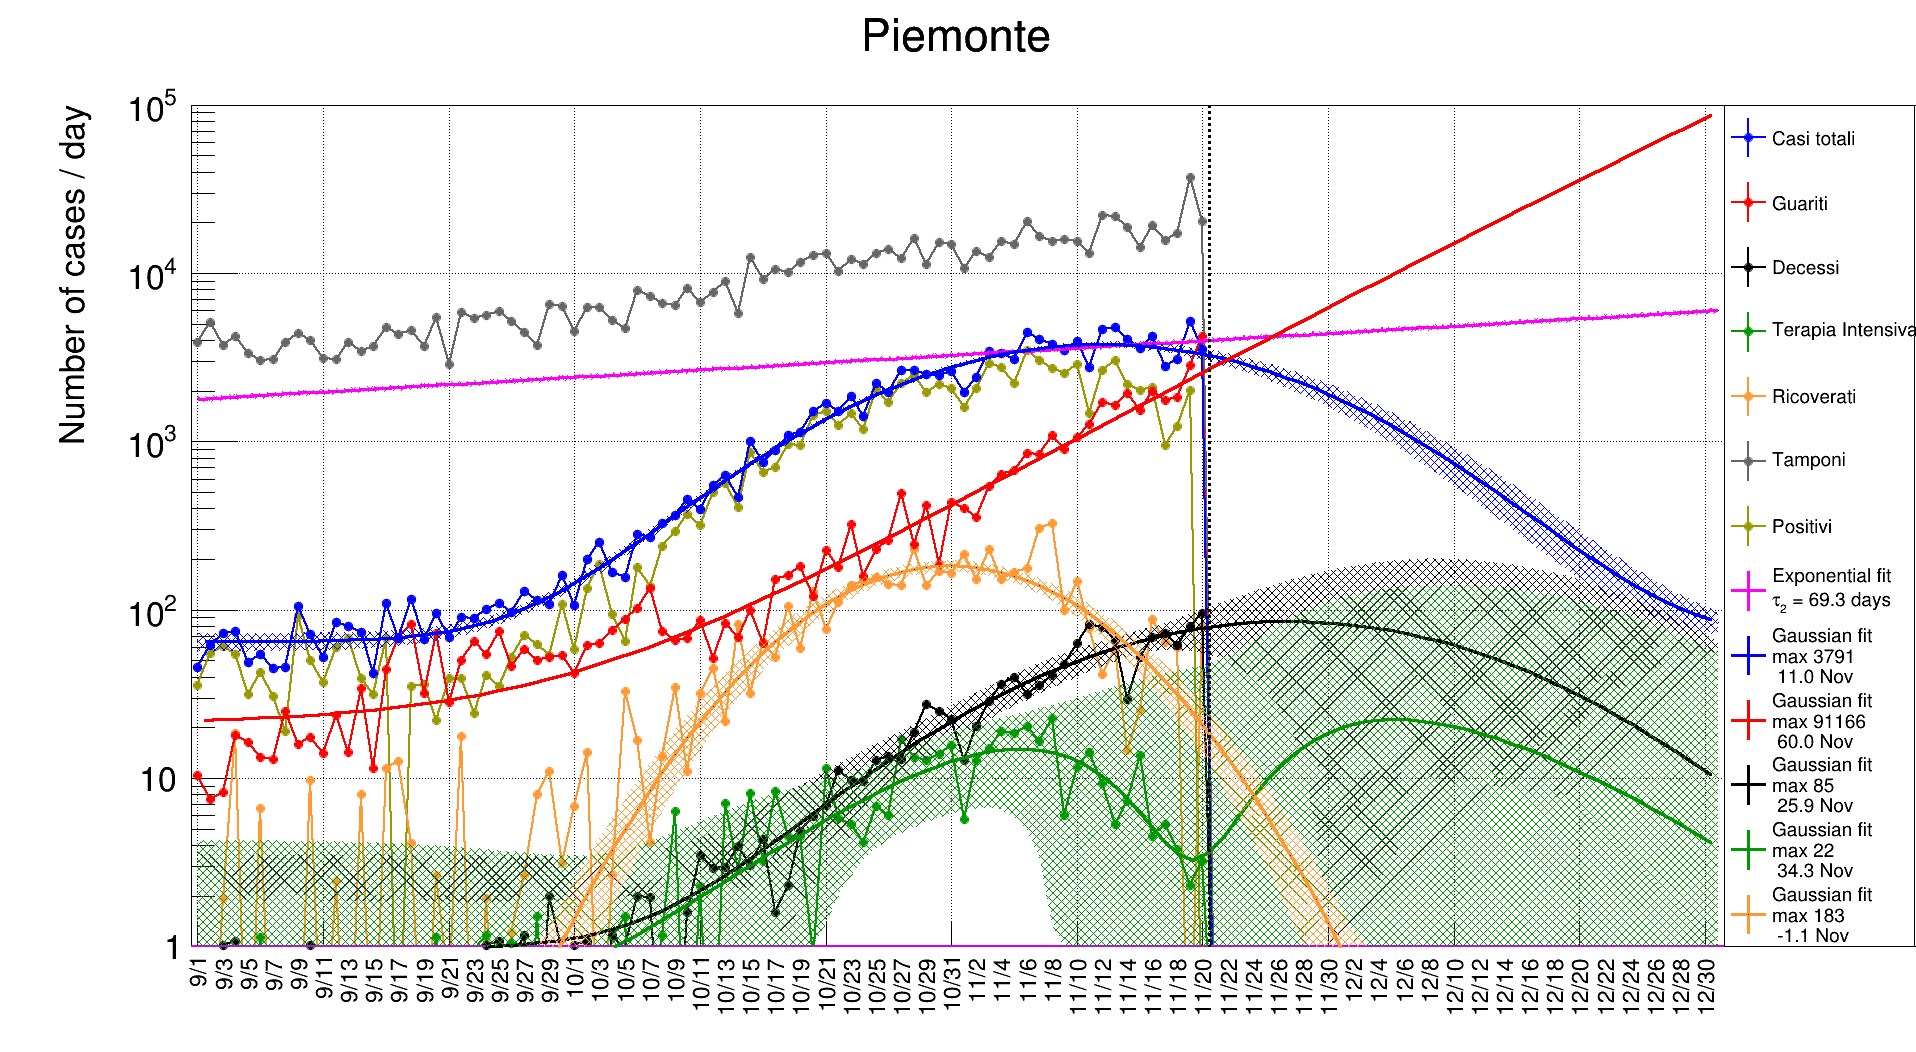 Piemonte
Number of cases / day
10^5
10^4
10^3
10^2
10
1
9/1
9/3
9/5
9/7
9/9
9/11
9/13
9/15
9/17
9/19
9/21
9/23
9/25
9/27
9/29
10/1
10/3
10/5
10/7
10/9
10/11
10/13
10/15
10/17
10/19
10/21
10/23
10/25
10/27
10/29
10/31
11/2
11/4
11/6
11/8
11/10
11/12
11/14
11/16
11/18
11/20
11/22
11/24
11/26
11/28
11/30
12/2
12/4
12/6
12/8
12/10
12/12
12/14
12/16
12/18
12/20
12/22
12/24
12/26
12/28
12/30
Casi totali
Guariti
Decessi
Terapia Intensiva
Ricoverati
Tamponi
Positivi
Exponential fit
τ2 = 69.3 days
Gaussian fit
max 3791
11.0 Nov
Gaussian fit
max 91166
60.0 Nov
Gaussian fit
max 85
25.9 Nov
Gaussian fit
max 22
34.3 Nov
Gaussian fit
max 183
-1.1 Nov